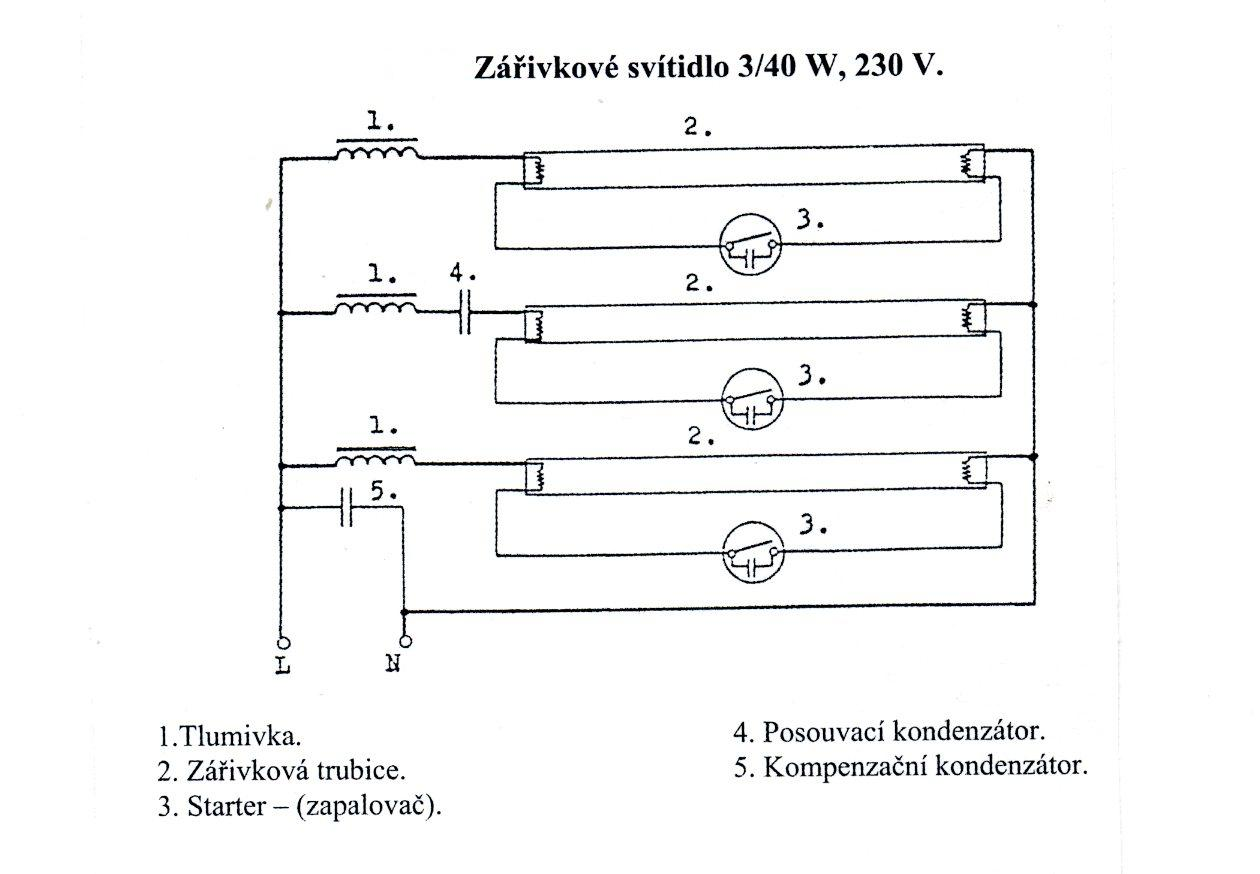 Zářivkové svítidlo 3/40 W, 230 V.
1.
2.
3.
1.
4.
2.
3.
1.
2.
5.
3.
L
N
1.Tlumivka.
2. Zářivková trubice.
3. Starter – (zapalovač).
4. Posouvací kondenzátor.
5. Kompenzační kondenzátor.